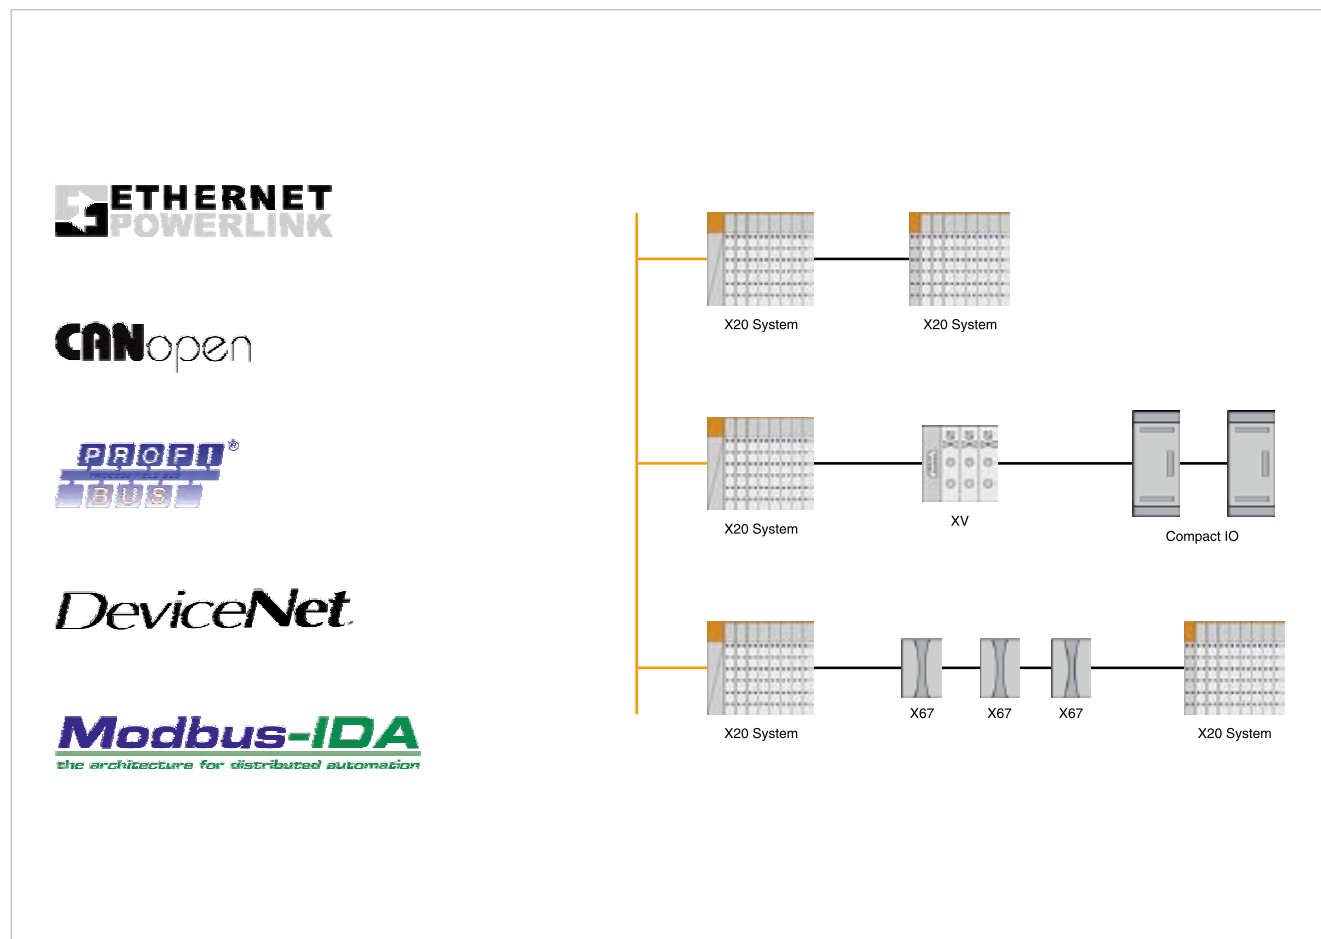 ETHERNET
POWERLINK
CANopen
PROFI®
BUS
DeviceNet
Modbus-IDA
the architecture for distributed automation
X20 System
X20 System
X20 System
XV
Compact IO
X20 System
X67
X67
X67
X20 System